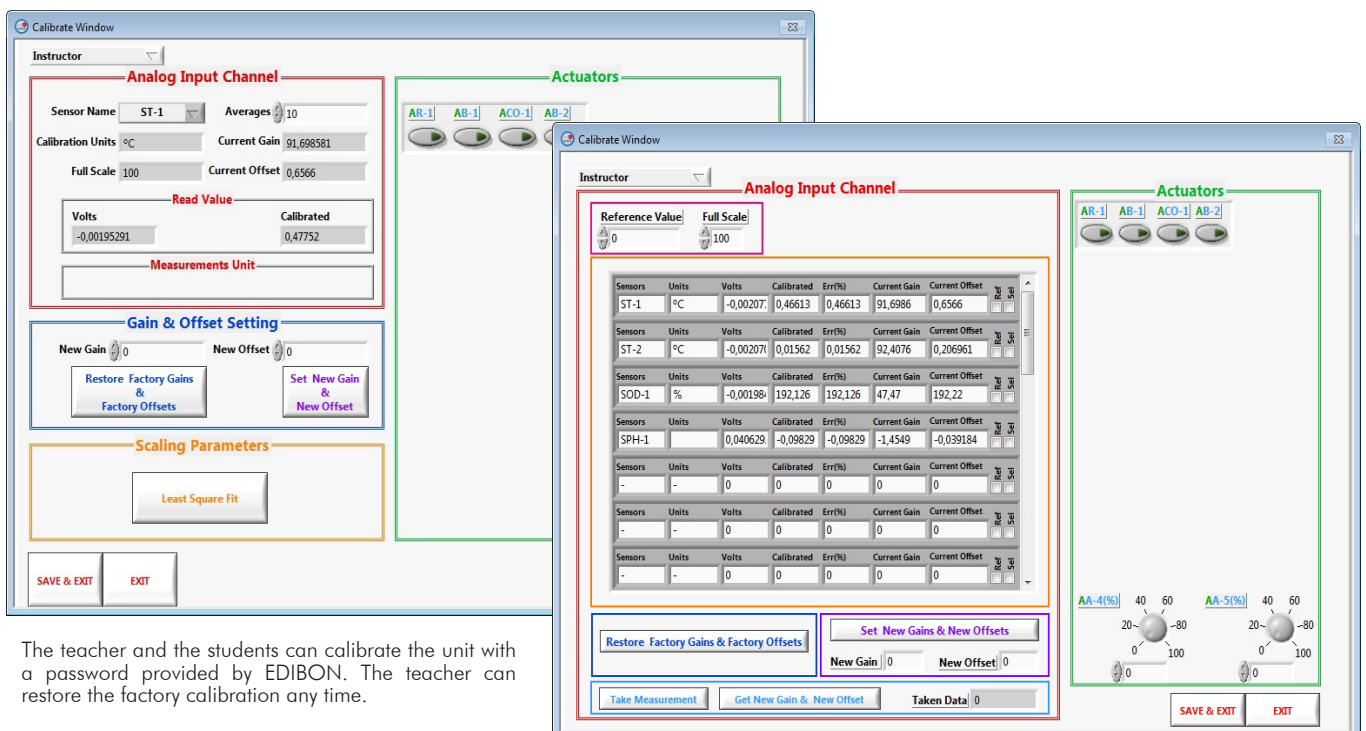 Calibrate Window
Instructor
Analog Input Channel
Sensor Name ST-1 Averages 10
Calibration Units ºC Current Gain 91,698581
Full Scale 100 Current Offset 0,6566
Read Value
Volts Calibrated
-0,00195291 0,47752
Measurements Unit
Gain & Offset Setting
New Gain 0 New Offset 0
Restore Factory Gains
&
Factory Offsets
Set New Gain
&
New Offset
Scaling Parameters
Least Square Fit
SAVE & EXIT EXIT
Actuators
AR-1 AB-1 ACO-1 AB-2
The teacher and the students can calibrate the unit with
a password provided by EDIBON. The teacher can
restore the factory calibration any time.
Calibrate Window
Instructor
Analog Input Channel
Reference Value Full Scale
0 100
Sensors Units Volts Calibrated Err(%) Current Gain Current Offset Ref Sel
ST-1 ºC -0,00207 0,46613 0,46613 91,6986 0,6566
Sensors Units Volts Calibrated Err(%) Current Gain Current Offset Ref Sel
ST-2 ºC -0,00207 0,01562 0,01562 92,4076 0,206961
Sensors Units Volts Calibrated Err(%) Current Gain Current Offset Ref Sel
SOD-1 % -0,00198 192,126 192,126 47,47 192,22
Sensors Units Volts Calibrated Err(%) Current Gain Current Offset Ref Sel
SPH-1 0,040629 -0,09829 -0,09829 -1,4549 -0,039184
Sensors Units Volts Calibrated Err(%) Current Gain Current Offset Ref Sel
- - 0 0 0 0 0
Sensors Units Volts Calibrated Err(%) Current Gain Current Offset Ref Sel
- - 0 0 0 0 0
Sensors Units Volts Calibrated Err(%) Current Gain Current Offset Ref Sel
- - 0 0 0 0 0
Restore Factory Gains & Factory Offsets
Set New Gains & New Offsets
New Gain 0 New Offset 0
Take Measurement Get New Gain & New Offset Taken Data 0
Actuators
AR-1 AB-1 ACO-1 AB-2
AA-4(%) 40 60 AA-5(%) 40 60
20 80 20 80
0 100 0 100
0 0
SAVE & EXIT EXIT